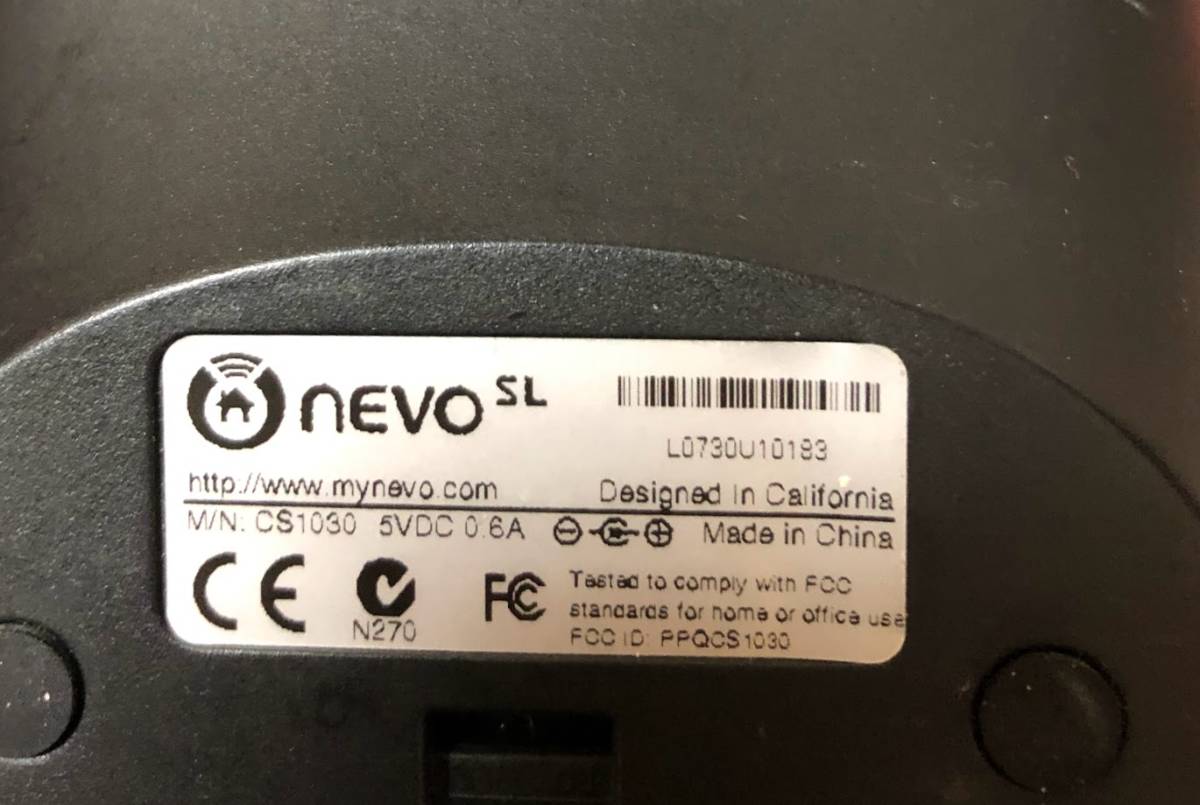 nevo SL
L0730U10193
http://www.mynevo.com Designed In California
M/N: CS1030 5VDC 0.6A Made in China
CE N270 FC Tested to comply with FCC
standards for home or office use
FCC ID: PPQCS1030